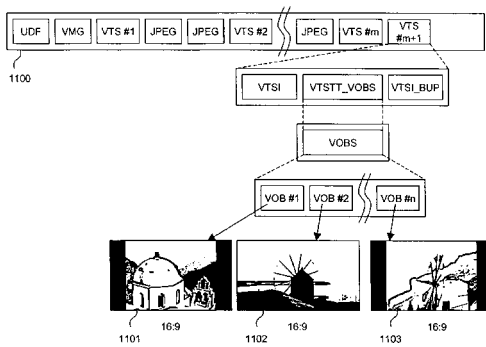 UDF VMG VTS #1 JPEG JPEG VTS #2 JPEG VTS #m VTS #m+1
1100
VTSI VTSTT_VOBS VTSI_BUP
VOBS
VOB #1 VOB #2 VOB #n
16:9 16:9 16:9
1101 1102 1103